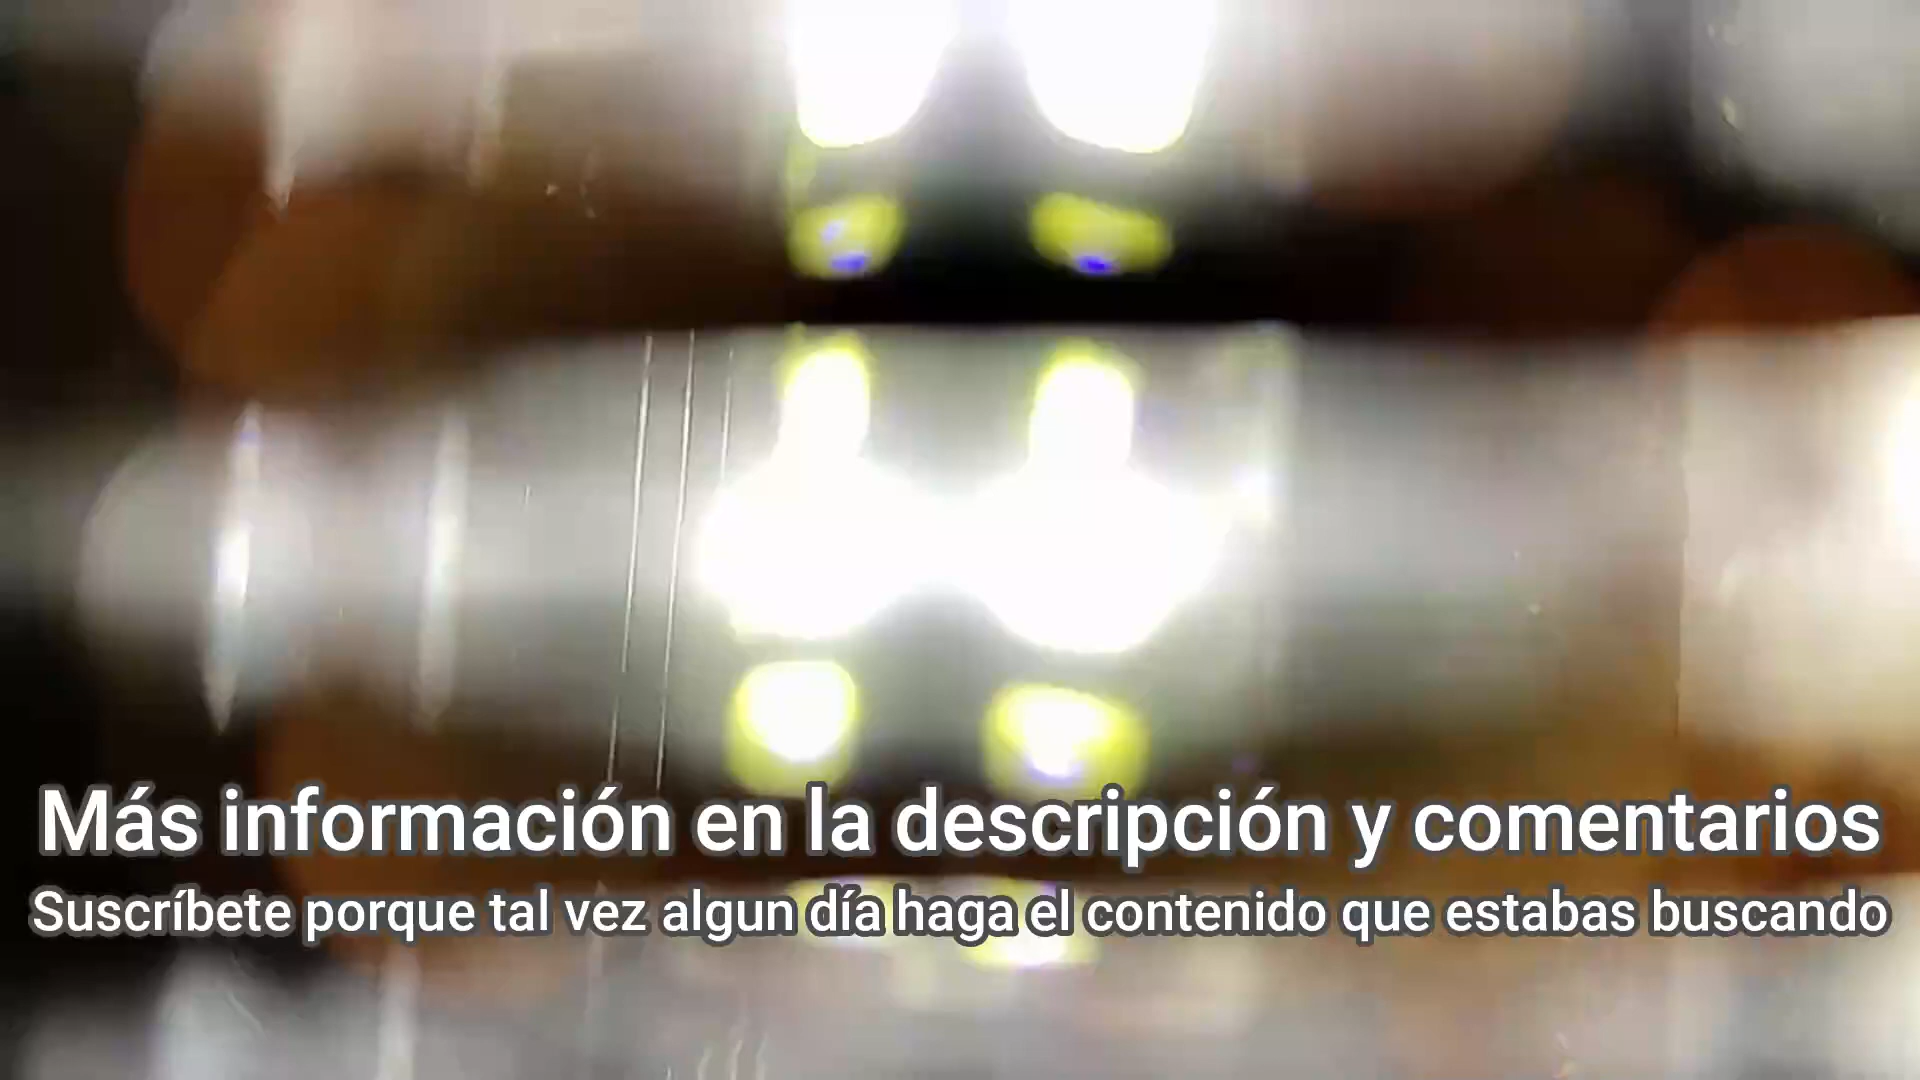 Más información en la descripción y comentarios
Suscríbete porque tal vez algun día haga el contenido que estabas buscando